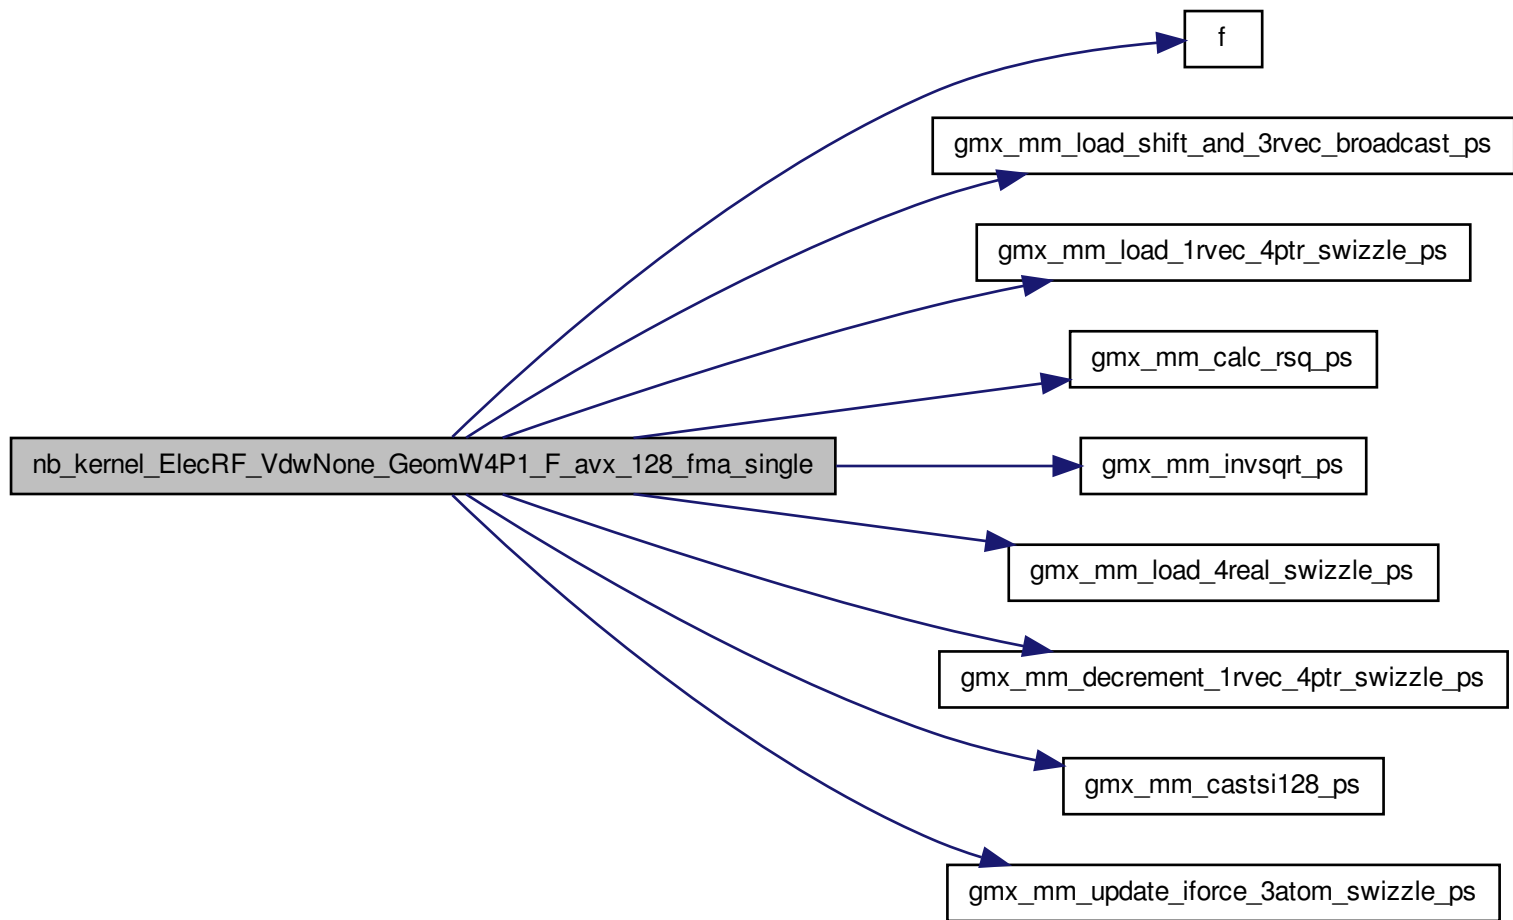 f
gmx_mm_load_shift_and_3rvec_broadcast_ps
gmx_mm_load_1rvec_4ptr_swizzle_ps
gmx_mm_calc_rsq_ps
nb_kernel_ElecRF_VdwNone_GeomW4P1_F_avx_128_fma_single
gmx_mm_invsqrt_ps
gmx_mm_load_4real_swizzle_ps
gmx_mm_decrement_1rvec_4ptr_swizzle_ps
gmx_mm_castsi128_ps
gmx_mm_update_iforce_3atom_swizzle_ps